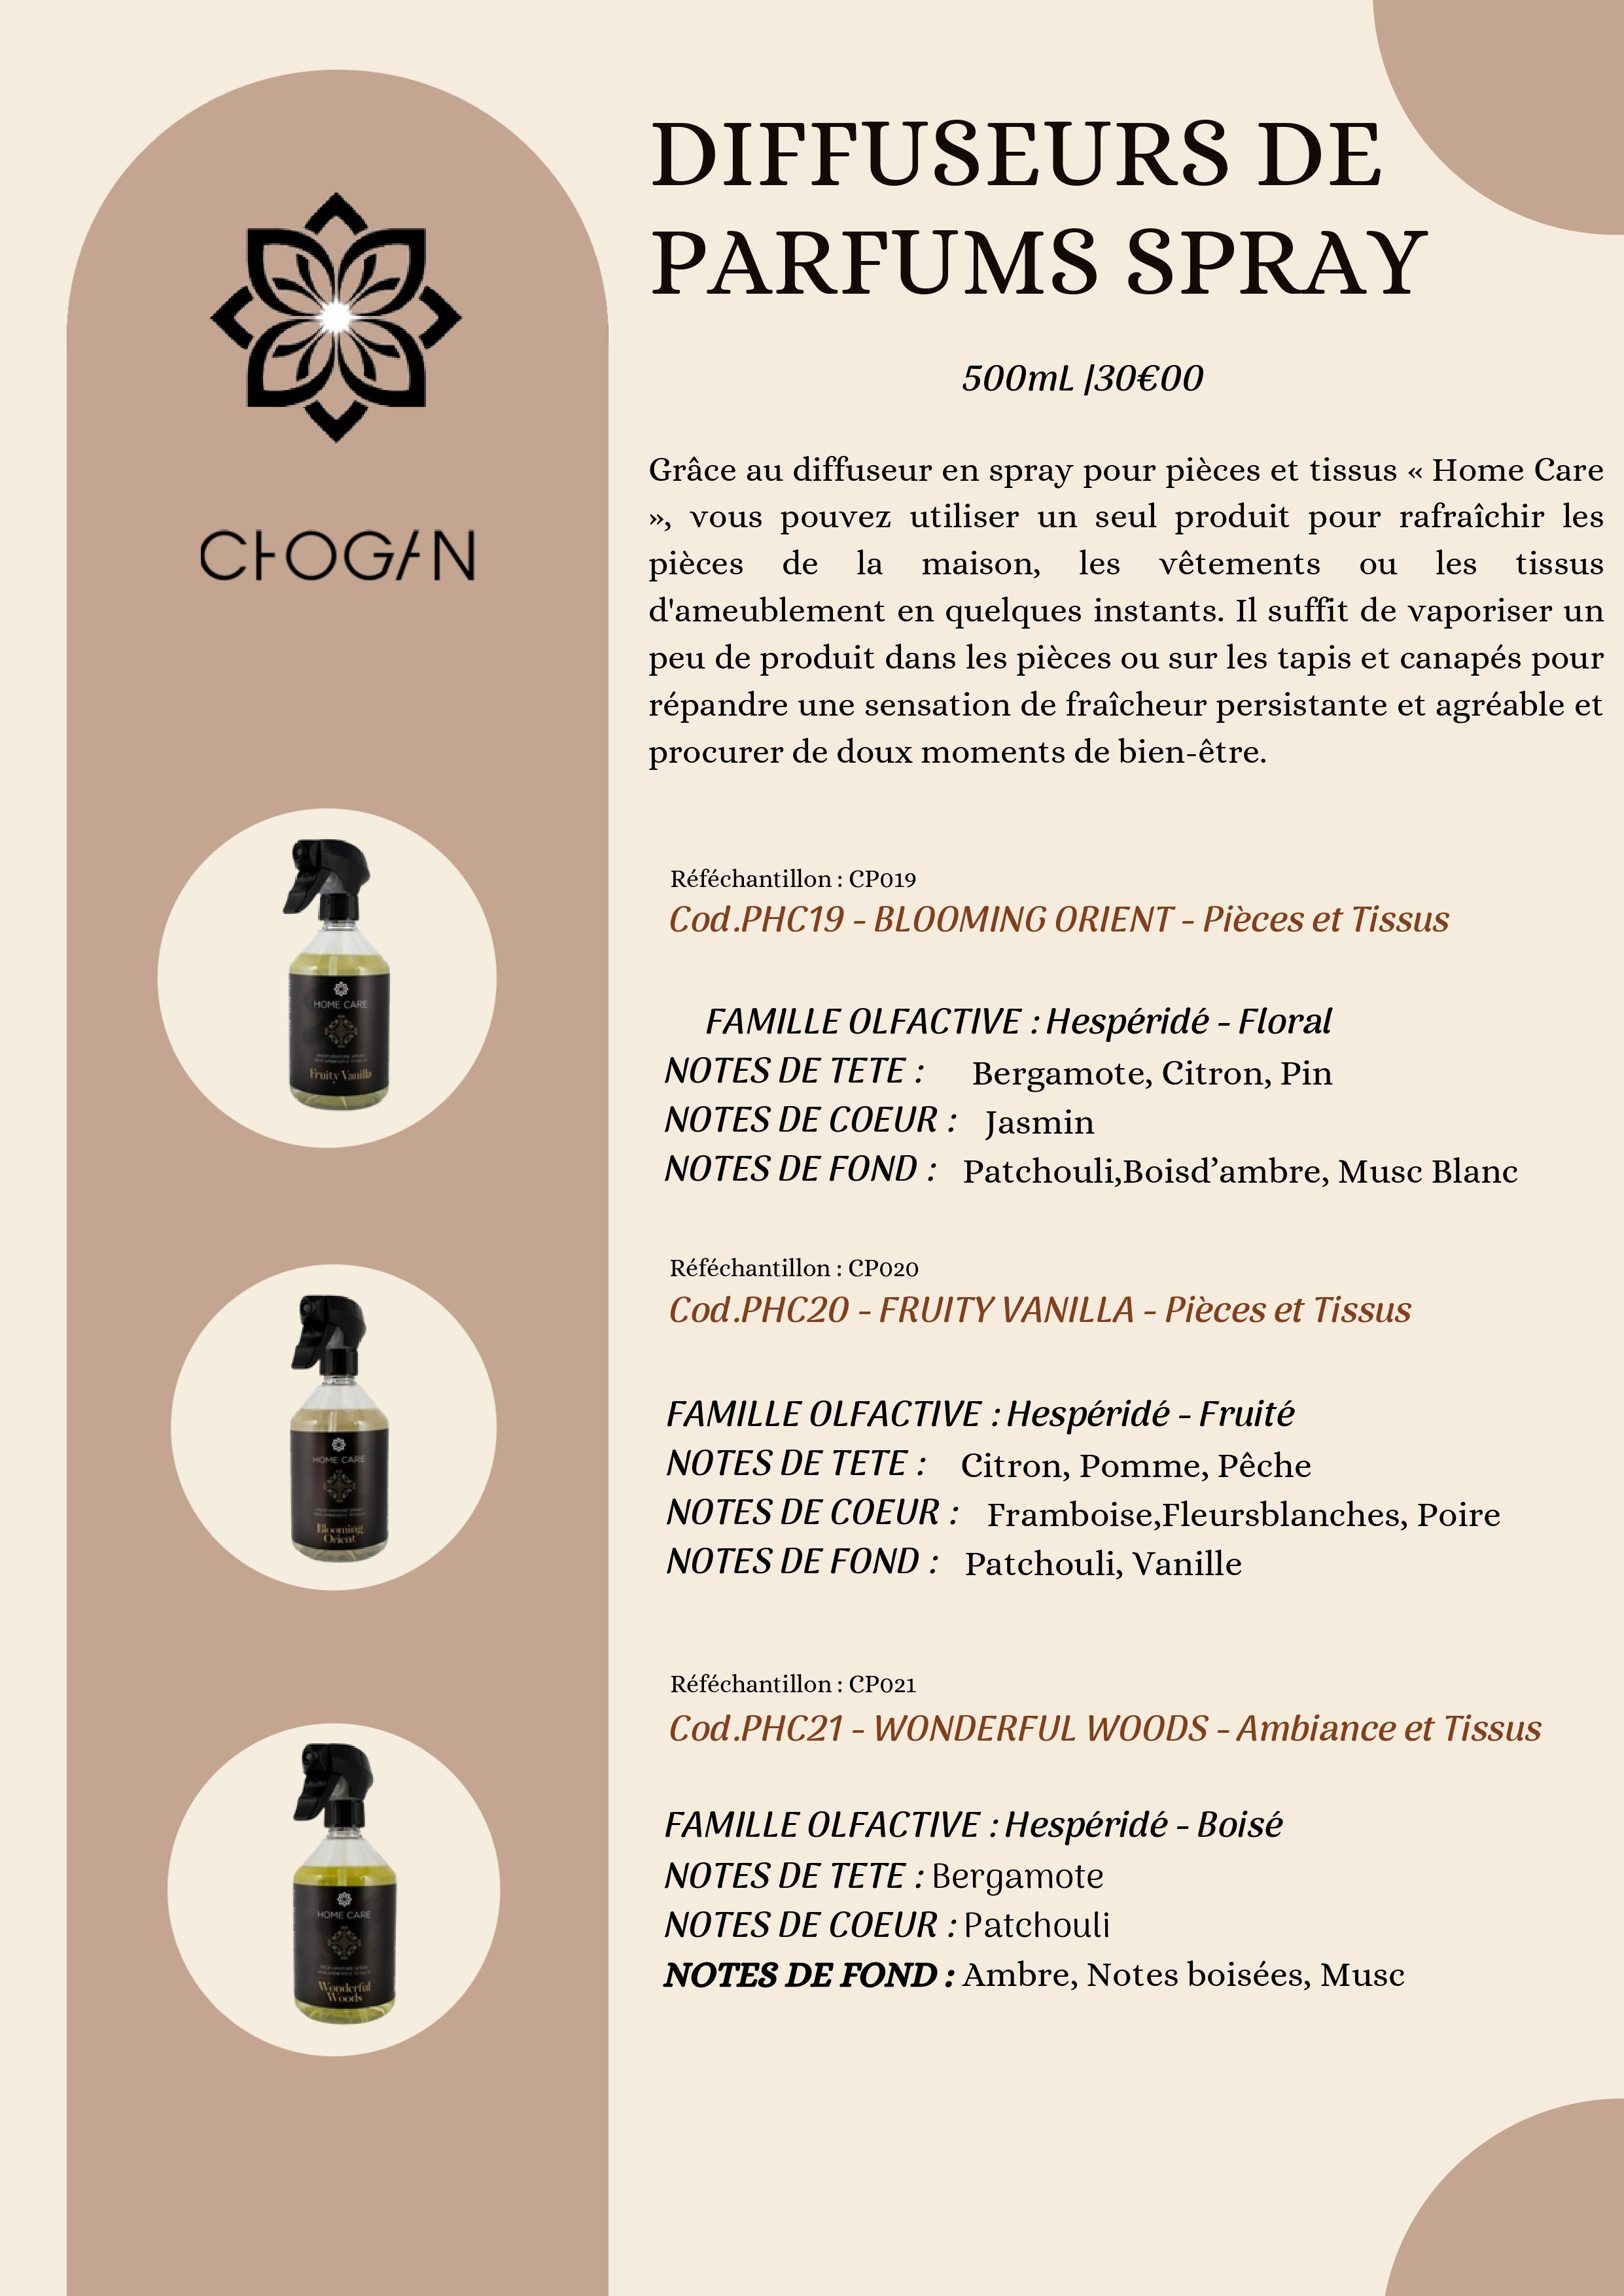 CHOGAN
DIFFUSEURS DE
PARFUMS SPRAY
500mL |30€00
Grâce au diffuseur en spray pour pièces et tissus « Home Care
», vous pouvez utiliser un seul produit pour rafraîchir les
pièces de la maison, les vêtements ou les tissus
d'ameublement en quelques instants. Il suffit de vaporiser un
peu de produit dans les pièces ou sur les tapis et canapés pour
répandre une sensation de fraîcheur persistante et agréable et
procurer de doux moments de bien-être.
HOME CARE
Fruity Vanilla
Réféchantillon : CP019
Cod.PHC19 - BLOOMING ORIENT - Pièces et Tissus
FAMILLE OLFACTIVE : Hespéridé - Floral
NOTES DE TETE : Bergamote, Citron, Pin
NOTES DE COEUR : Jasmin
NOTES DE FOND : Patchouli,Boisd’ambre, Musc Blanc
HOME CARE
Blooming
Orient
Réféchantillon : CP020
Cod.PHC20 - FRUITY VANILLA - Pièces et Tissus
FAMILLE OLFACTIVE : Hespéridé - Fruité
NOTES DE TETE : Citron, Pomme, Pêche
NOTES DE COEUR : Framboise,Fleursblanches, Poire
NOTES DE FOND : Patchouli, Vanille
HOME CARE
Wonderful
Woods
Réféchantillon : CP021
Cod.PHC21 - WONDERFUL WOODS - Ambiance et Tissus
FAMILLE OLFACTIVE : Hespéridé - Boisé
NOTES DE TETE : Bergamote
NOTES DE COEUR : Patchouli
NOTES DE FOND : Ambre, Notes boisées, Musc